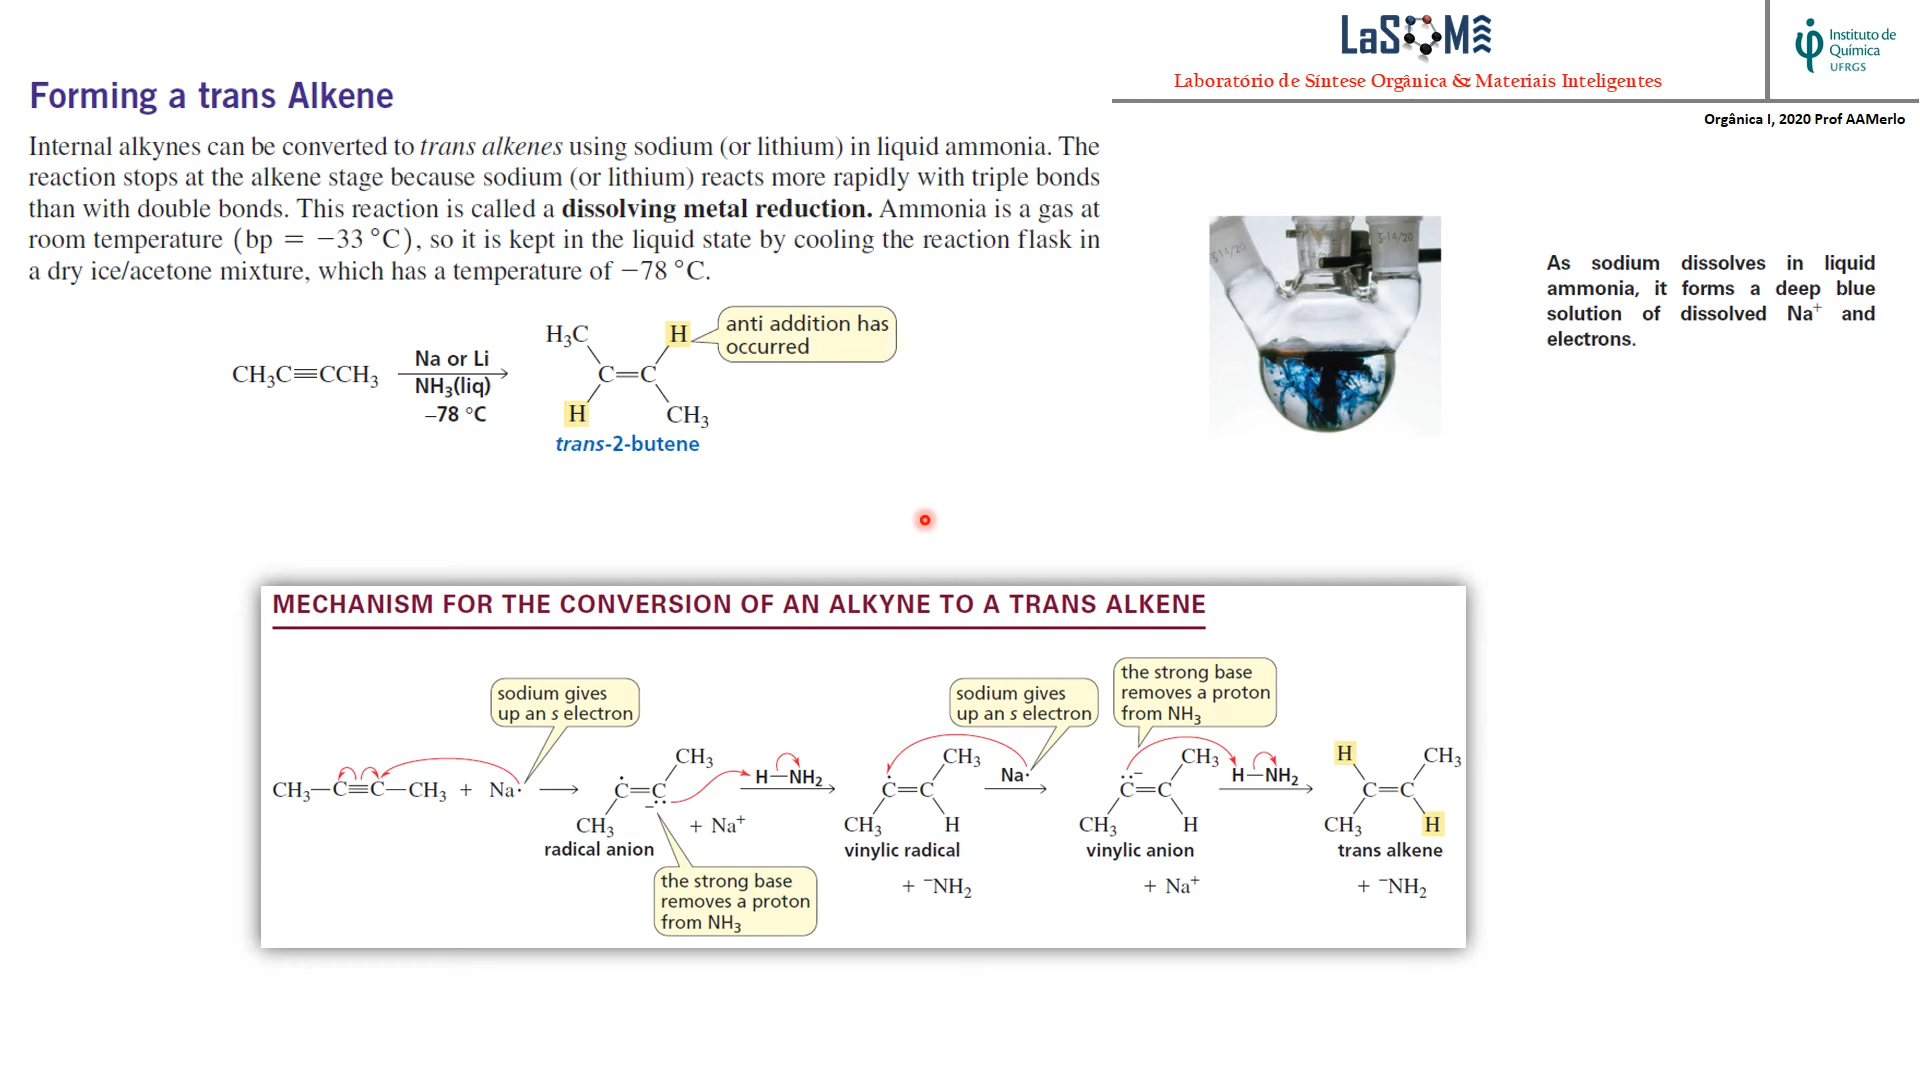 LaSOMe
Laboratório de Síntese Orgânica & Materiais Inteligentes
Instituto de
Química
UFRGS
Orgânica I, 2020 Prof AAMerlo
Forming a trans Alkene
Internal alkynes can be converted to trans alkenes using sodium (or lithium) in liquid ammonia. The
reaction stops at the alkene stage because sodium (or lithium) reacts more rapidly with triple bonds
than with double bonds. This reaction is called a dissolving metal reduction. Ammonia is a gas at
room temperature (bp = −33 °C), so it is kept in the liquid state by cooling the reaction flask in
a dry ice/acetone mixture, which has a temperature of −78 °C.
CH₃C≡CCH₃
Na or Li
NH₃(liq)
−78 °C
H₃C H
C=C
H CH₃
trans-2-butene
anti addition has
occurred
14/20
As sodium dissolves in liquid
ammonia, it forms a deep blue
solution of dissolved Na⁺ and
electrons.
MECHANISM FOR THE CONVERSION OF AN ALKYNE TO A TRANS ALKENE
sodium gives
up an s electron
sodium gives
up an s electron
the strong base
removes a proton
from NH₃
CH₃—C≡C—CH₃ + Na·
CH₃
Ċ=C̈⁻
CH₃
+ Na⁺
radical anion
the strong base
removes a proton
from NH₃
H—NH₂
CH₃
Ċ=C
CH₃ H
vinylic radical
+ ⁻NH₂
Na·
CH₃
C̈⁻=C
CH₃ H
vinylic anion
+ Na⁺
H—NH₂
H CH₃
C=C
CH₃ H
trans alkene
+ ⁻NH₂